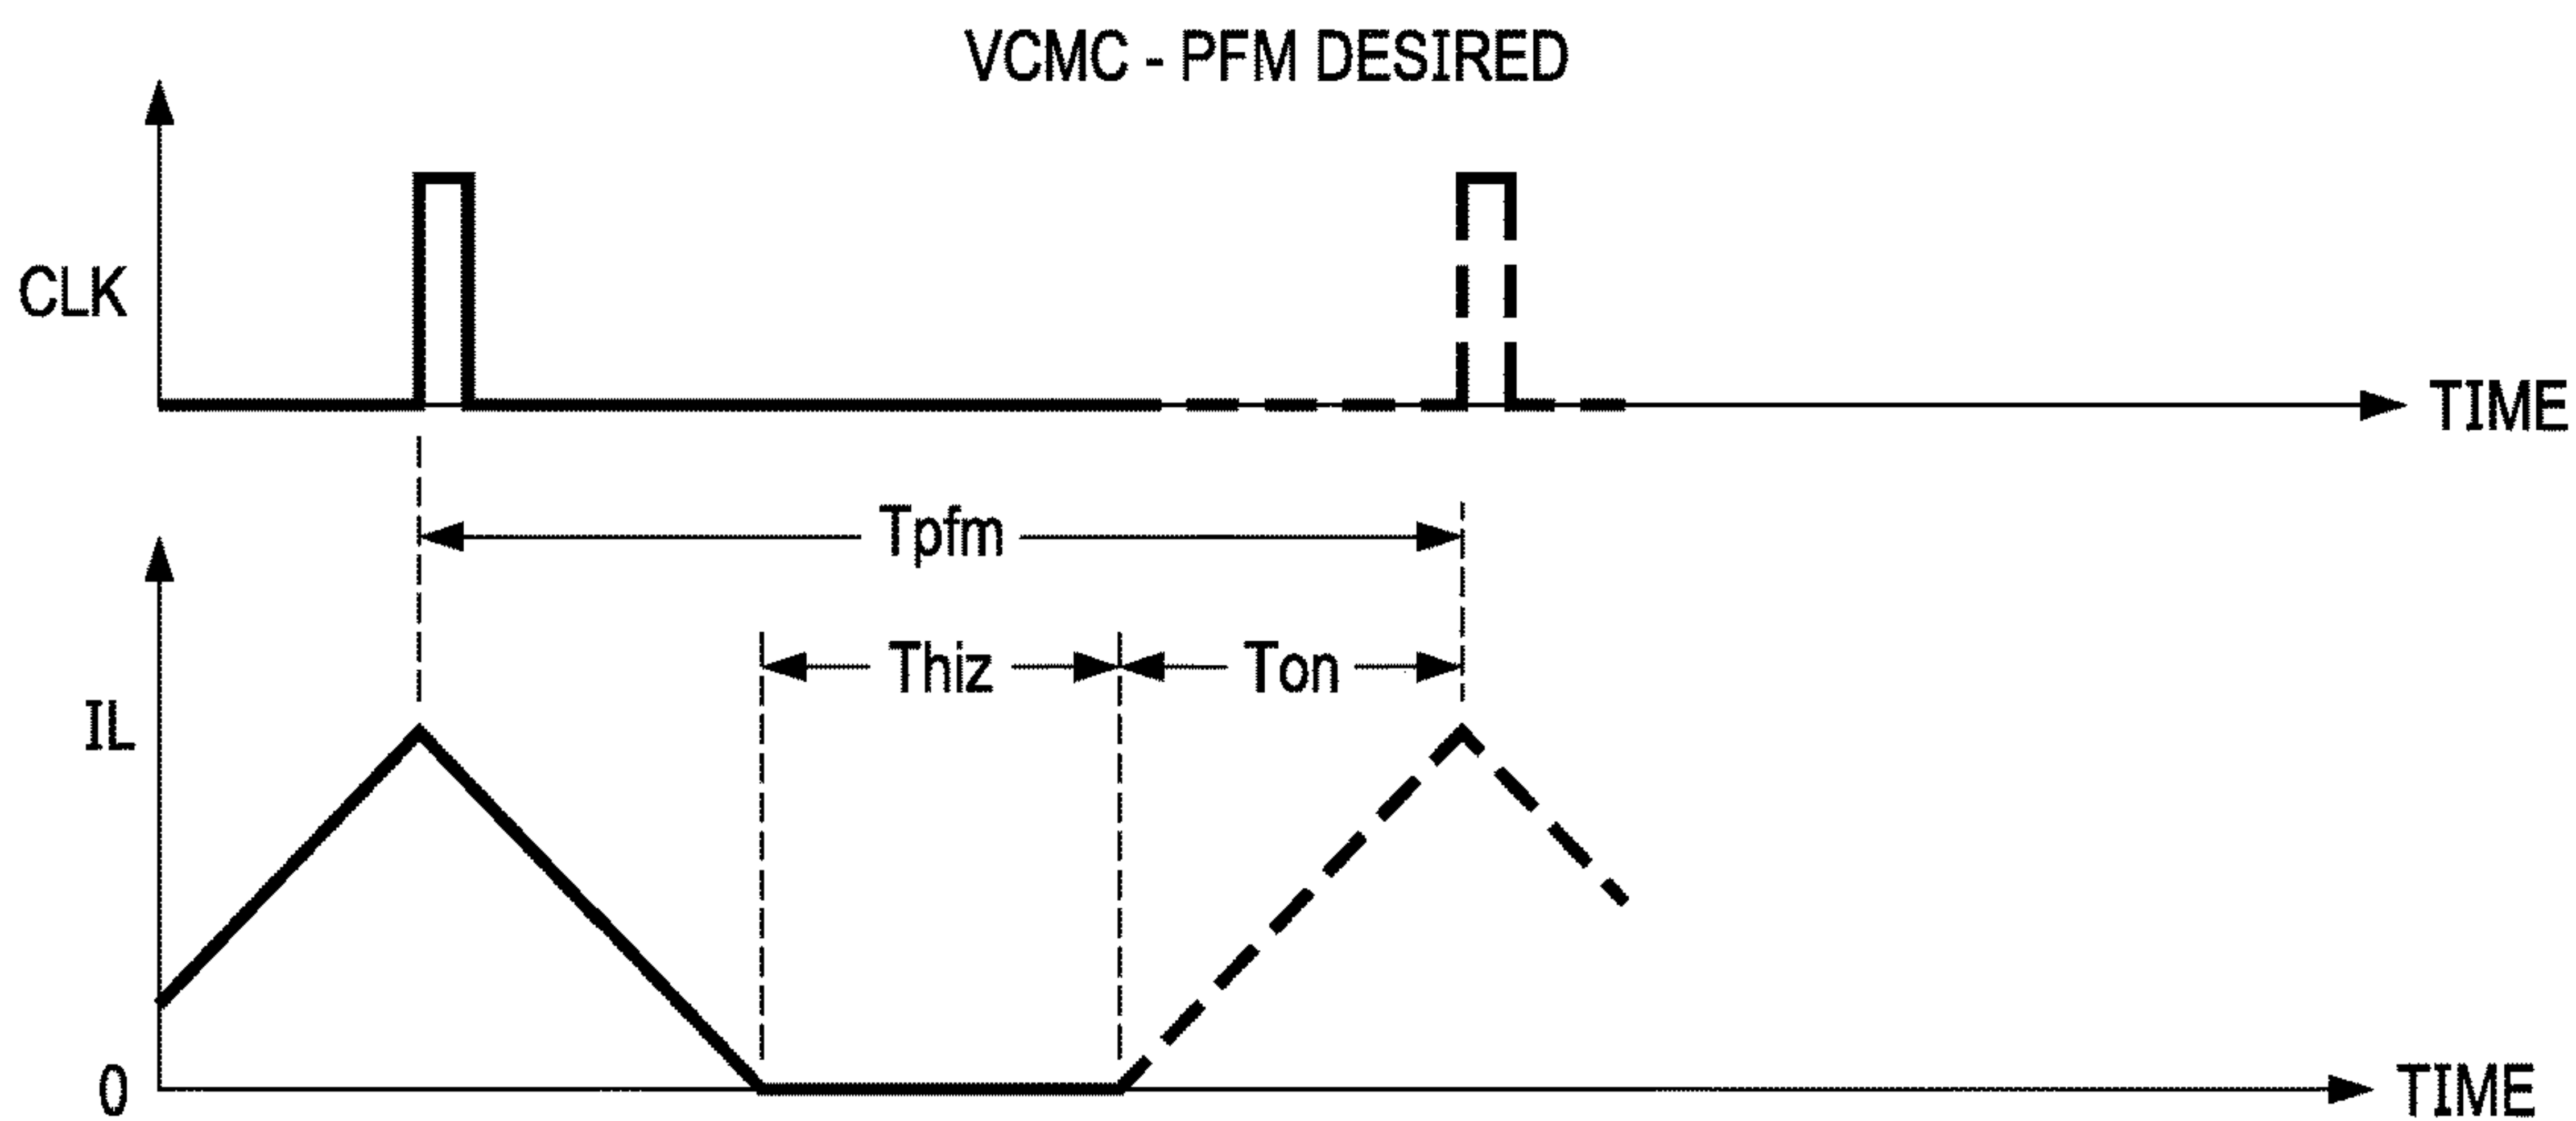 VCMC - PFM DESIRED
CLK
TIME
Tpfm
Thiz
Ton
IL
0
TIME